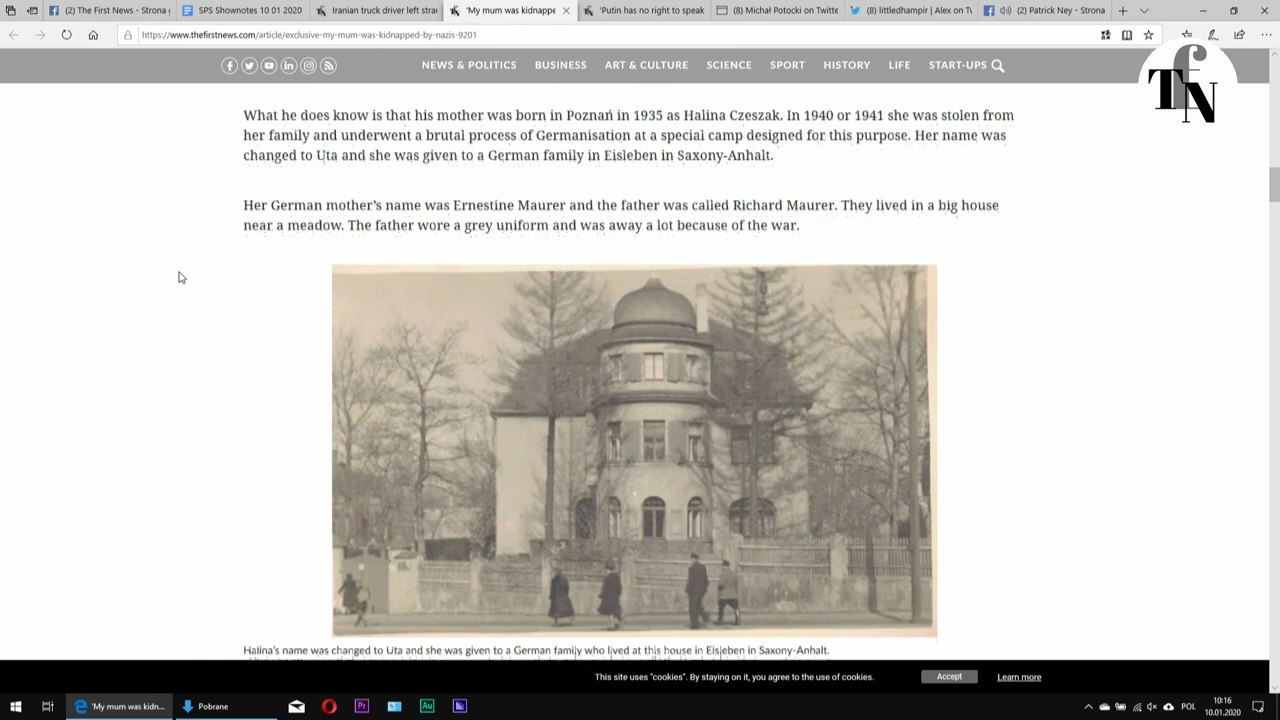 (2) The First News - Strona
SPS Shownotes 10 01 2020
Iranian truck driver left stra
'My mum was kidnappe
'Putin has no right to speak
(8) Michał Potocki on Twitte
(8) littledhampir | Alex on Tv
(2) Patrick Ney - Strona
https://www.thefirstnews.com/article/exclusive-my-mum-was-kidnapped-by-nazis-9201
NEWS & POLITICS BUSINESS ART & CULTURE SCIENCE SPORT HISTORY LIFE START-UPS
TfN
What he does know is that his mother was born in Poznań in 1935 as Halina Czeszak. In 1940 or 1941 she was stolen from
her family and underwent a brutal process of Germanisation at a special camp designed for this purpose. Her name was
changed to Uta and she was given to a German family in Eisleben in Saxony-Anhalt.
Her German mother's name was Ernestine Maurer and the father was called Richard Maurer. They lived in a big house
near a meadow. The father wore a grey uniform and was away a lot because of the war.
Halina's name was changed to Uta and she was given to a German family who lived at this house in Eisleben in Saxony-Anhalt.
This site uses "cookies". By staying on it, you agree to the use of cookies. Accept Learn more
'My mum was kidn... Pobrane Pr Au POL 10:16
10.01.2020